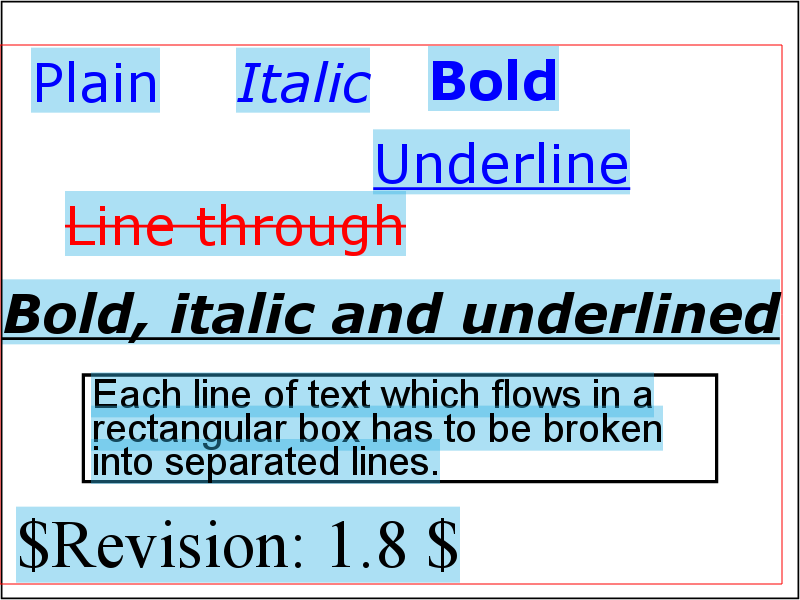 Plain Italic Bold
Underline
Line through
Bold, italic and underlined
Each line of text which flows in a
rectangular box has to be broken
into separated lines.
$Revision: 1.8 $